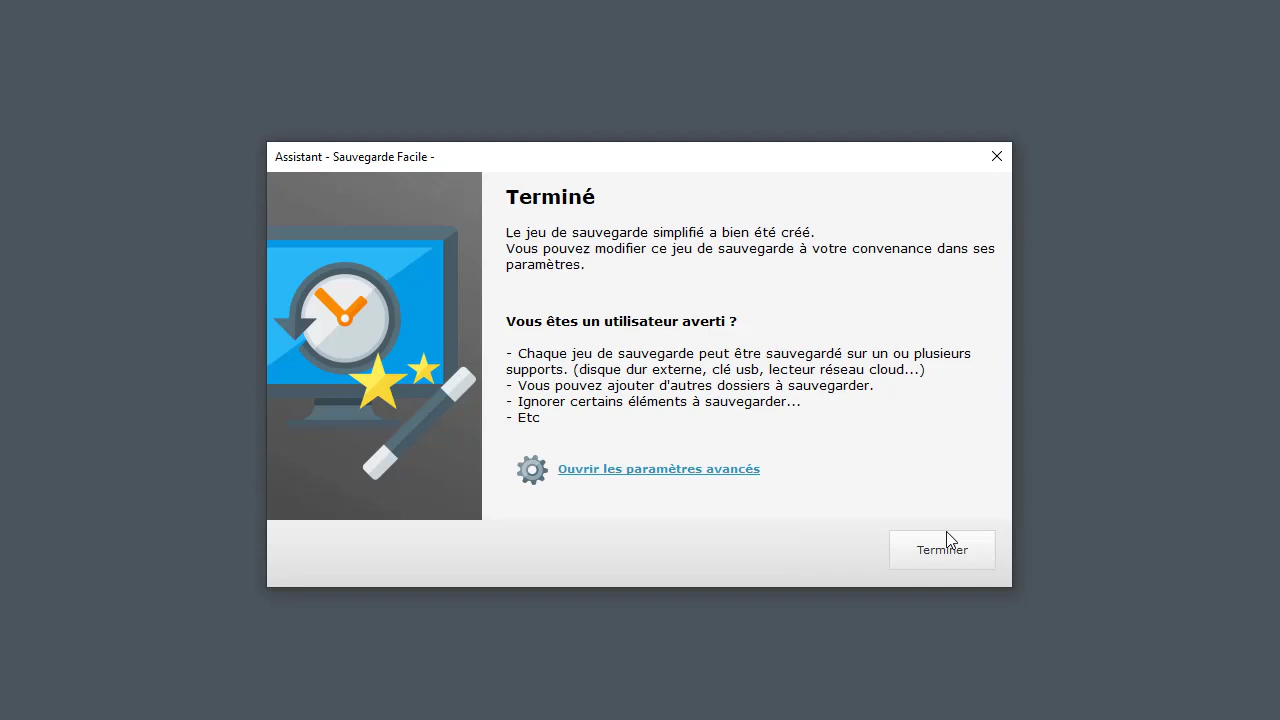 Assistant - Sauvegarde Facile -
Terminé
Le jeu de sauvegarde simplifié a bien été créé.
Vous pouvez modifier ce jeu de sauvegarde à votre convenance dans ses
paramètres.
Vous êtes un utilisateur averti ?
- Chaque jeu de sauvegarde peut être sauvegardé sur un ou plusieurs
supports. (disque dur externe, clé usb, lecteur réseau cloud...)
- Vous pouvez ajouter d'autres dossiers à sauvegarder.
- Ignorer certains éléments à sauvegarder...
- Etc
Ouvrir les paramètres avancés
Terminer